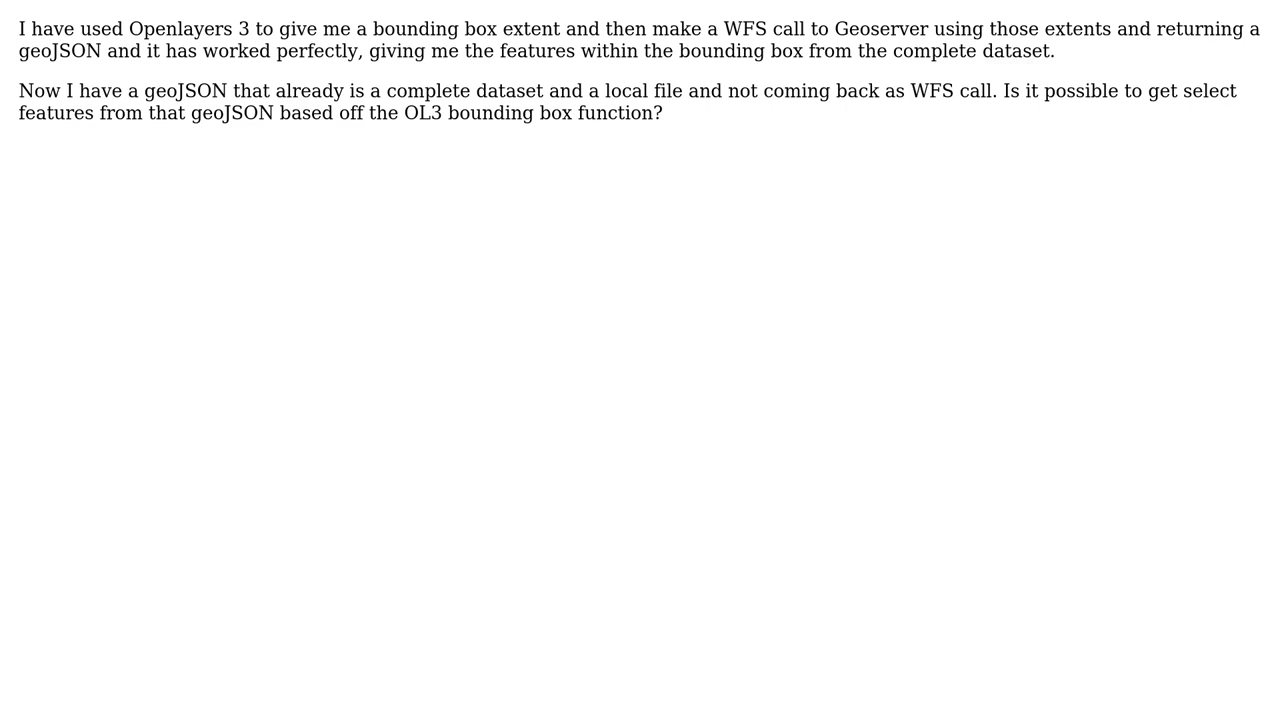 I have used Openlayers 3 to give me a bounding box extent and then make a WFS call to Geoserver using those extents and returning a
geoJSON and it has worked perfectly, giving me the features within the bounding box from the complete dataset.
Now I have a geoJSON that already is a complete dataset and a local file and not coming back as WFS call. Is it possible to get select
features from that geoJSON based off the OL3 bounding box function?